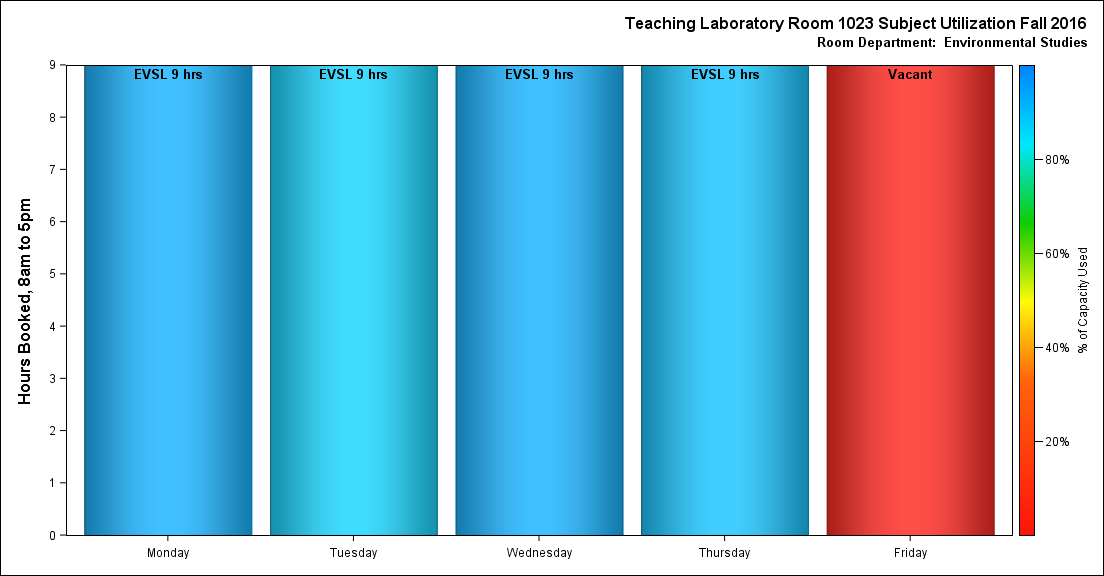 Teaching Laboratory Room 1023 Subject Utilization Fall 2016
Room Department:  Environmental Studies
EVSL 9 hrs
EVSL 9 hrs
EVSL 9 hrs
EVSL 9 hrs
Vacant
Hours Booked, 8am to 5pm
9
8
7
6
5
4
3
2
1
0
Monday
Tuesday
Wednesday
Thursday
Friday
80%
60%
40%
20%
% of Capacity Used